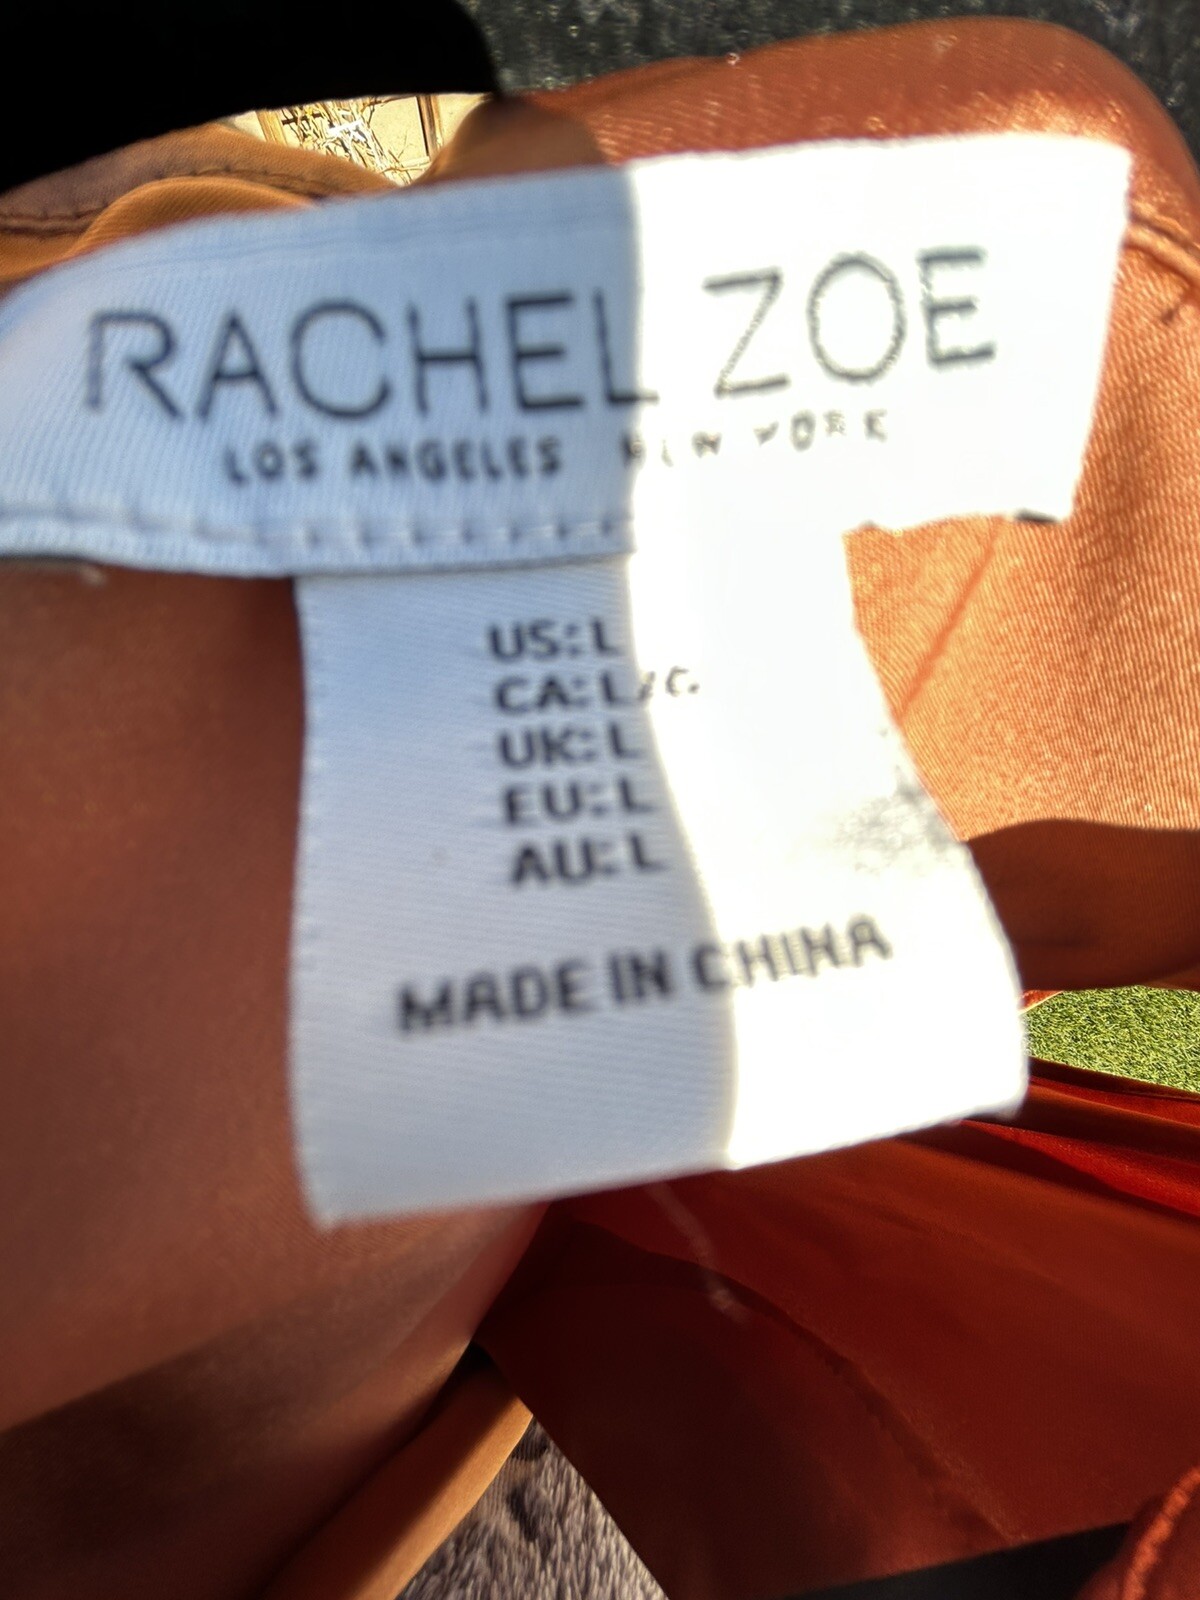 RACHEL ZOE
LOS ANGELES NEW YORK
US: L
CA: L/G
UK: L
EU: L
AU: L
MADE IN CHINA